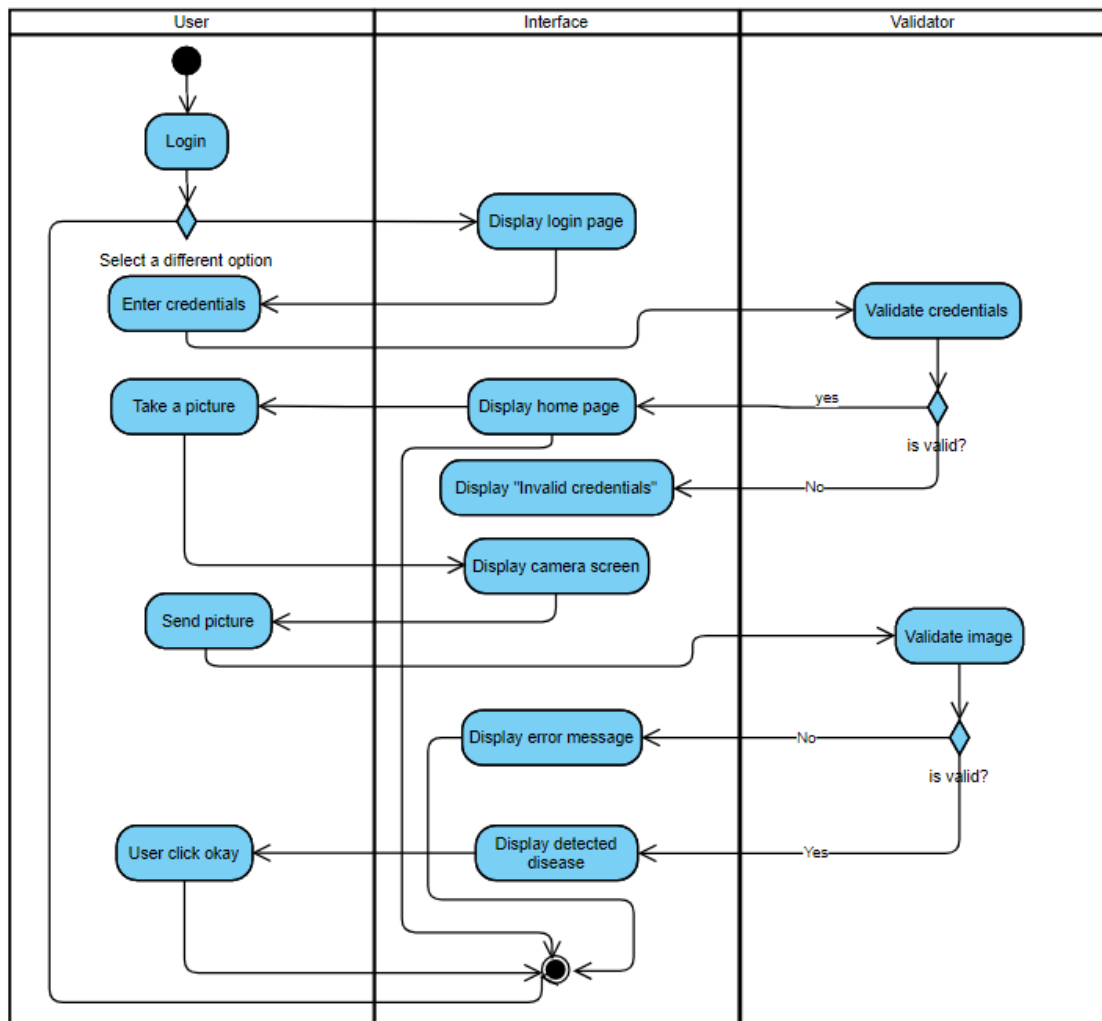 User
Interface
Validator
Login
Display login page
Select a different option
Enter credentials
Validate credentials
Take a picture
Display home page
yes
is valid?
Display "Invalid credentials"
No
Display camera screen
Send picture
Validate image
Display error message
No
is valid?
User click okay
Display detected
disease
Yes